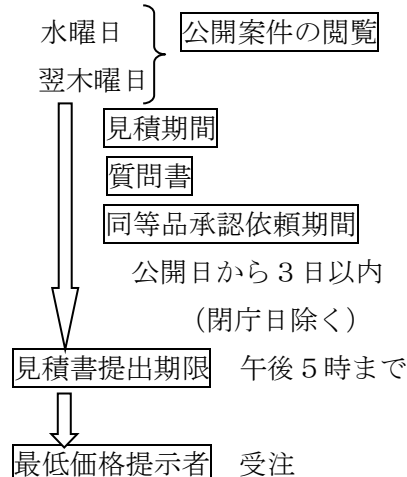 水曜日
公開案件の閲覧
翌木曜日
見積期間
質問書
同等品承認依頼期間
公開日から３日以内
（閉庁日除く）
見積書提出期限 午後５時まで
最低価格提示者 受注